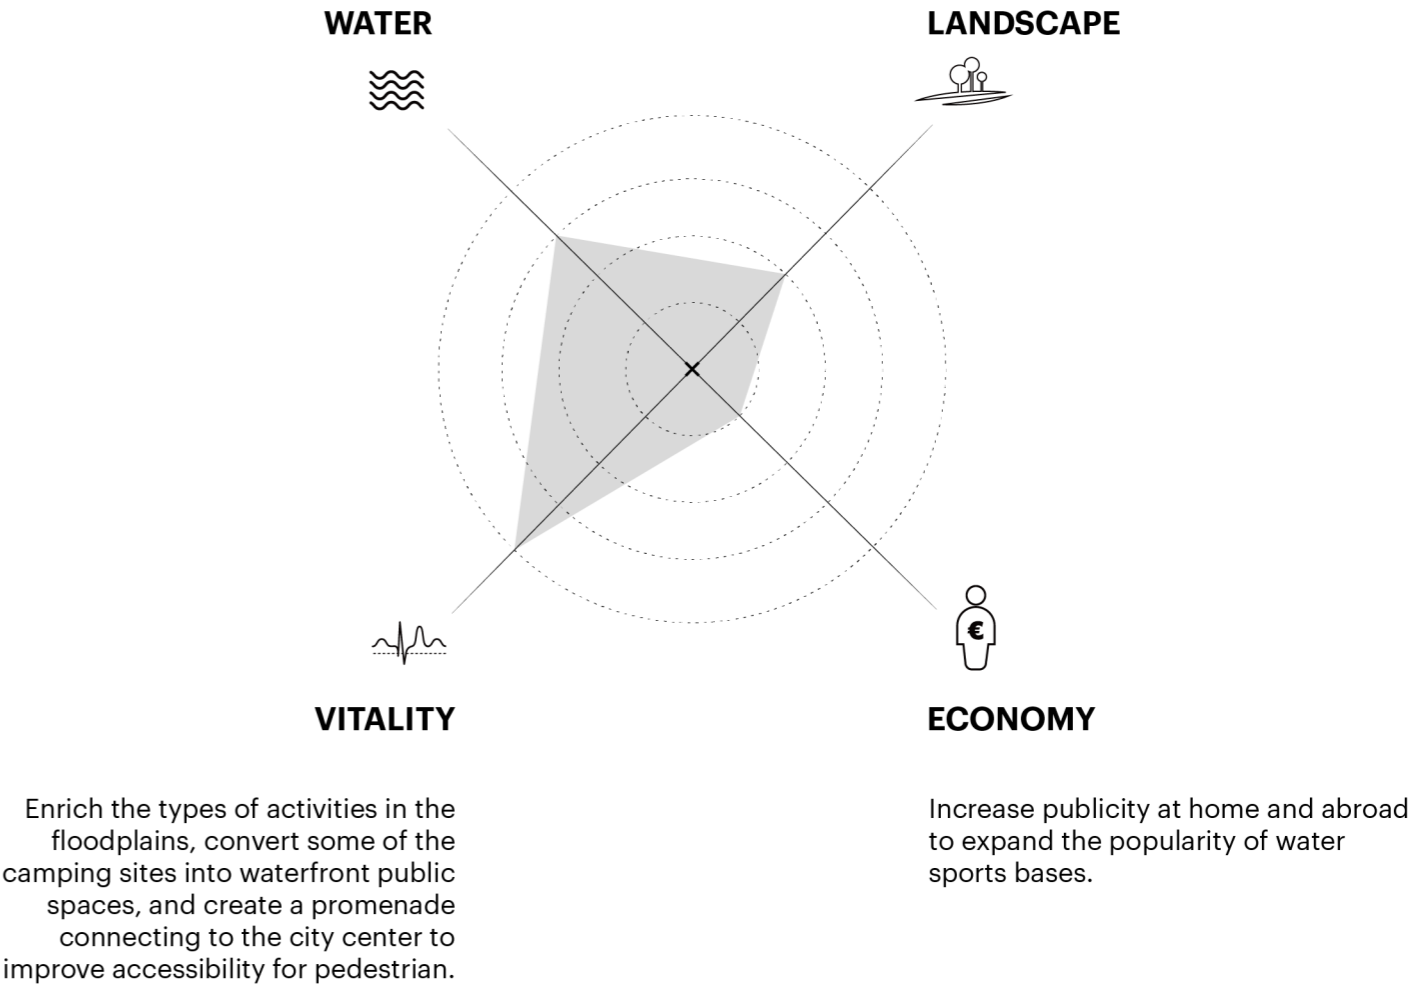 WATER
LANDSCAPE
€
VITALITY
ECONOMY
Enrich the types of activities in the
floodplains, convert some of the
camping sites into waterfront public
spaces, and create a promenade
connecting to the city center to
improve accessibility for pedestrian.
Increase publicity at home and abroad
to expand the popularity of water
sports bases.